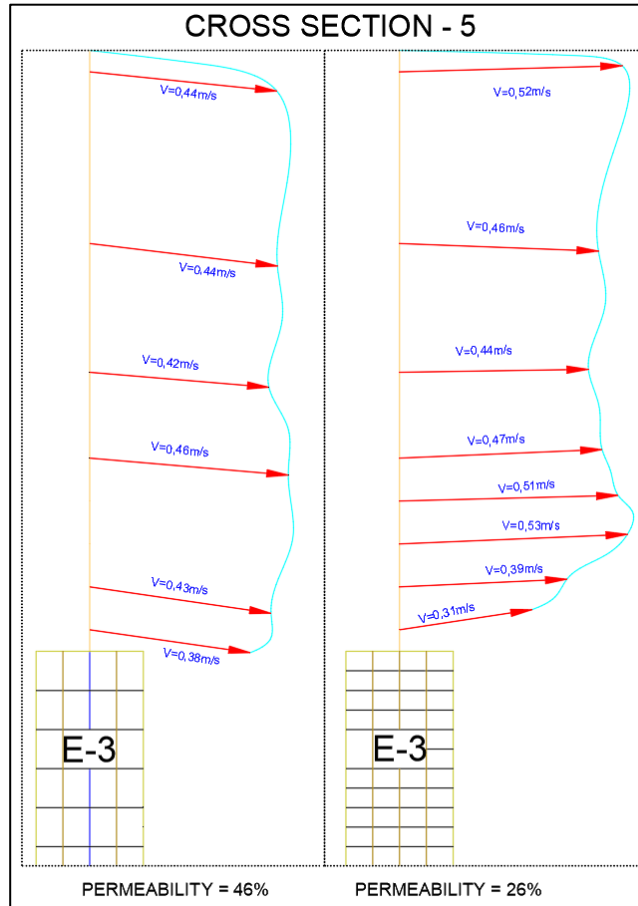 CROSS SECTION - 5
V=0,44m/s
V=0,44m/s
V=0,42m/s
V=0,46m/s
V=0,43m/s
V=0,38m/s
E-3
PERMEABILITY = 46%
V=0,52m/s
V=0,46m/s
V=0,44m/s
V=0,47m/s
V=0,51m/s
V=0,53m/s
V=0,39m/s
V=0,31m/s
E-3
PERMEABILITY = 26%